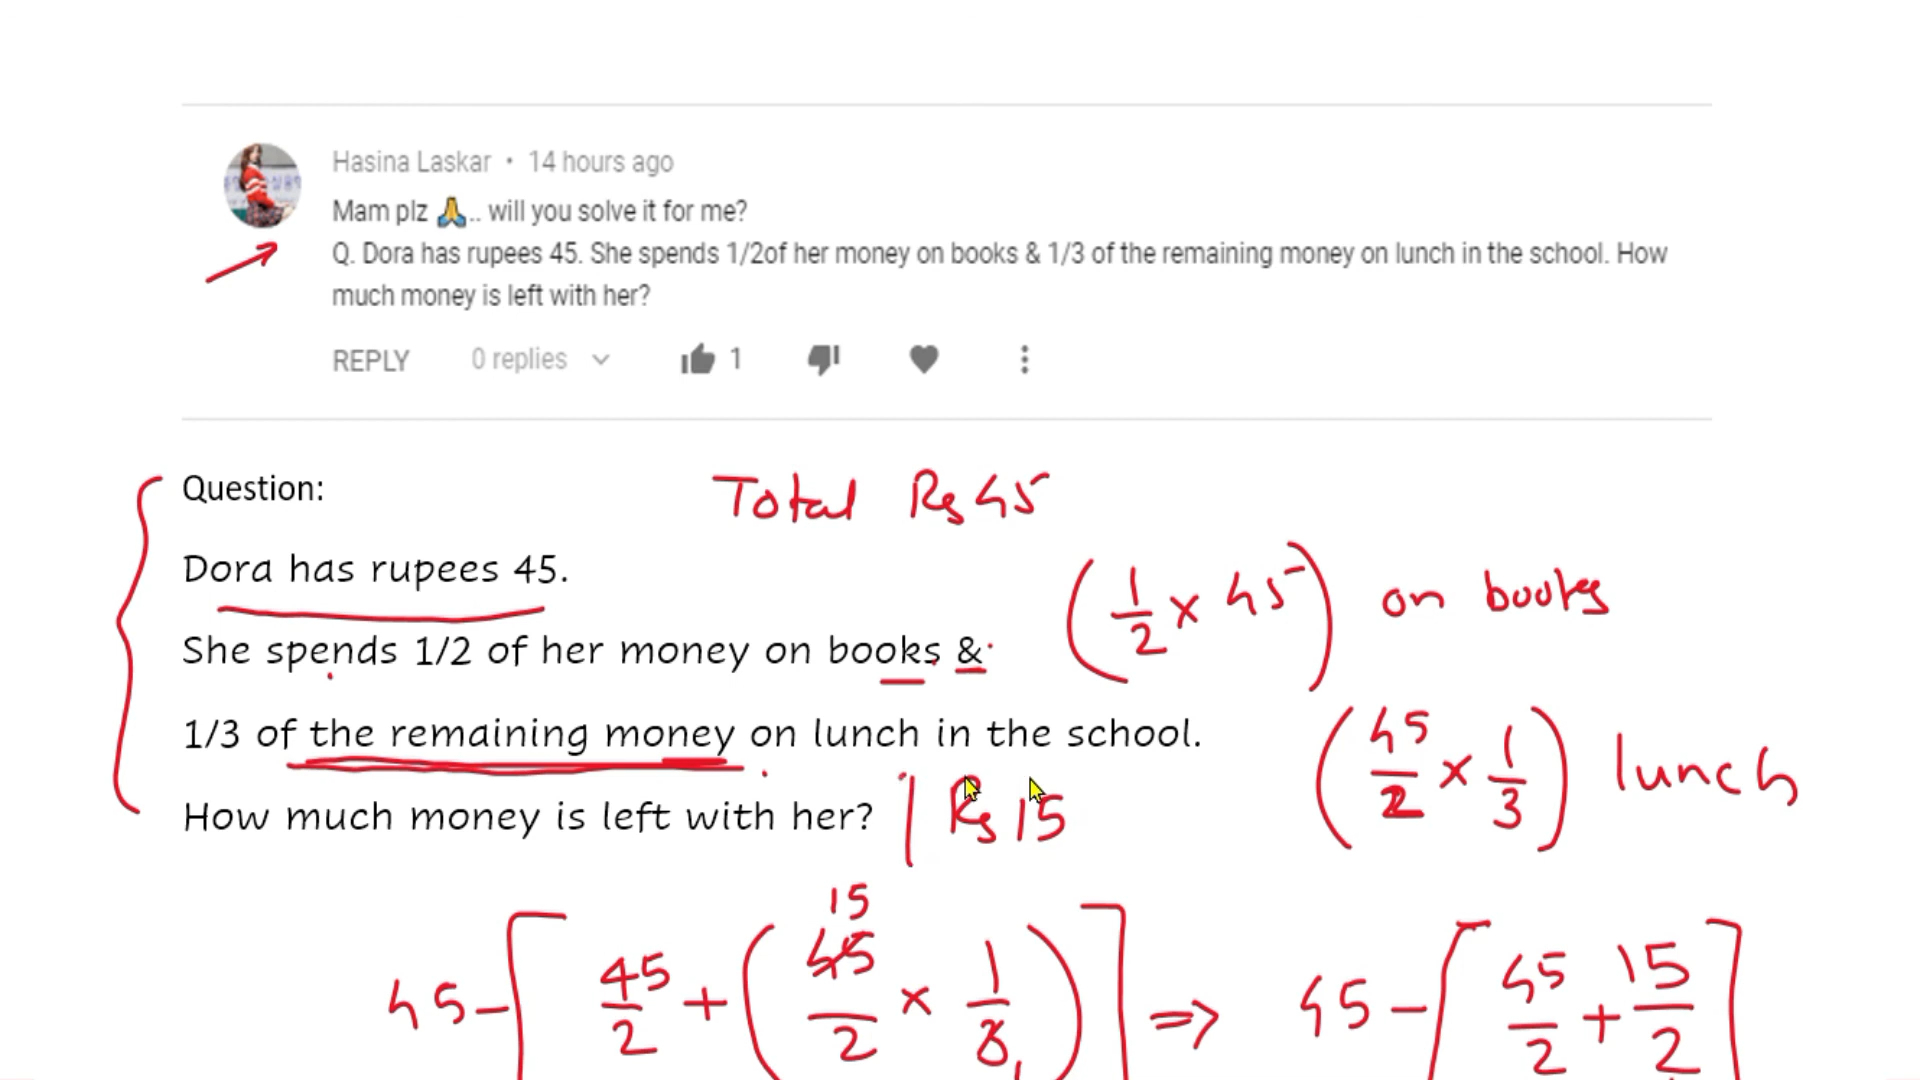 Hasina Laskar • 14 hours ago
Mam plz 🙏.. will you solve it for me?
Q. Dora has rupees 45. She spends 1/2of her money on books & 1/3 of the remaining money on lunch in the school. How
much money is left with her?
REPLY 0 replies 1
Question:
Total Rs 45
Dora has rupees 45.
(1/2 × 45) on books
She spends 1/2 of her money on books &
1/3 of the remaining money on lunch in the school.
(45/2 × 1/3) lunch
How much money is left with her? | Rs 15
15
45 - [45/2 + (45/2 × 1/3)] => 45 - [45/2 + 15/2]
1